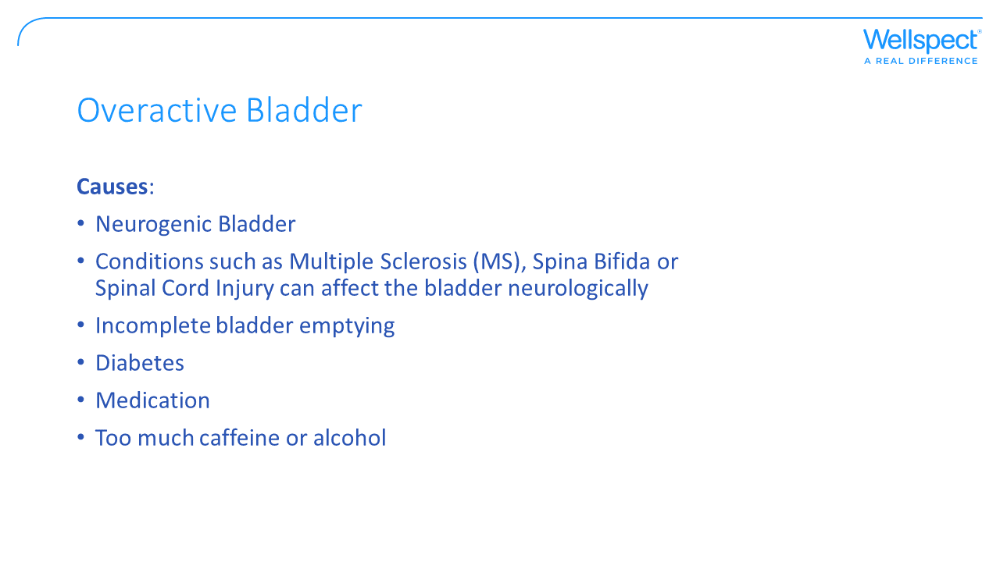 Wellspect®
A REAL DIFFERENCE
Overactive Bladder
Causes:
• Neurogenic Bladder
• Conditions such as Multiple Sclerosis (MS), Spina Bifida or
Spinal Cord Injury can affect the bladder neurologically
• Incomplete bladder emptying
• Diabetes
• Medication
• Too much caffeine or alcohol